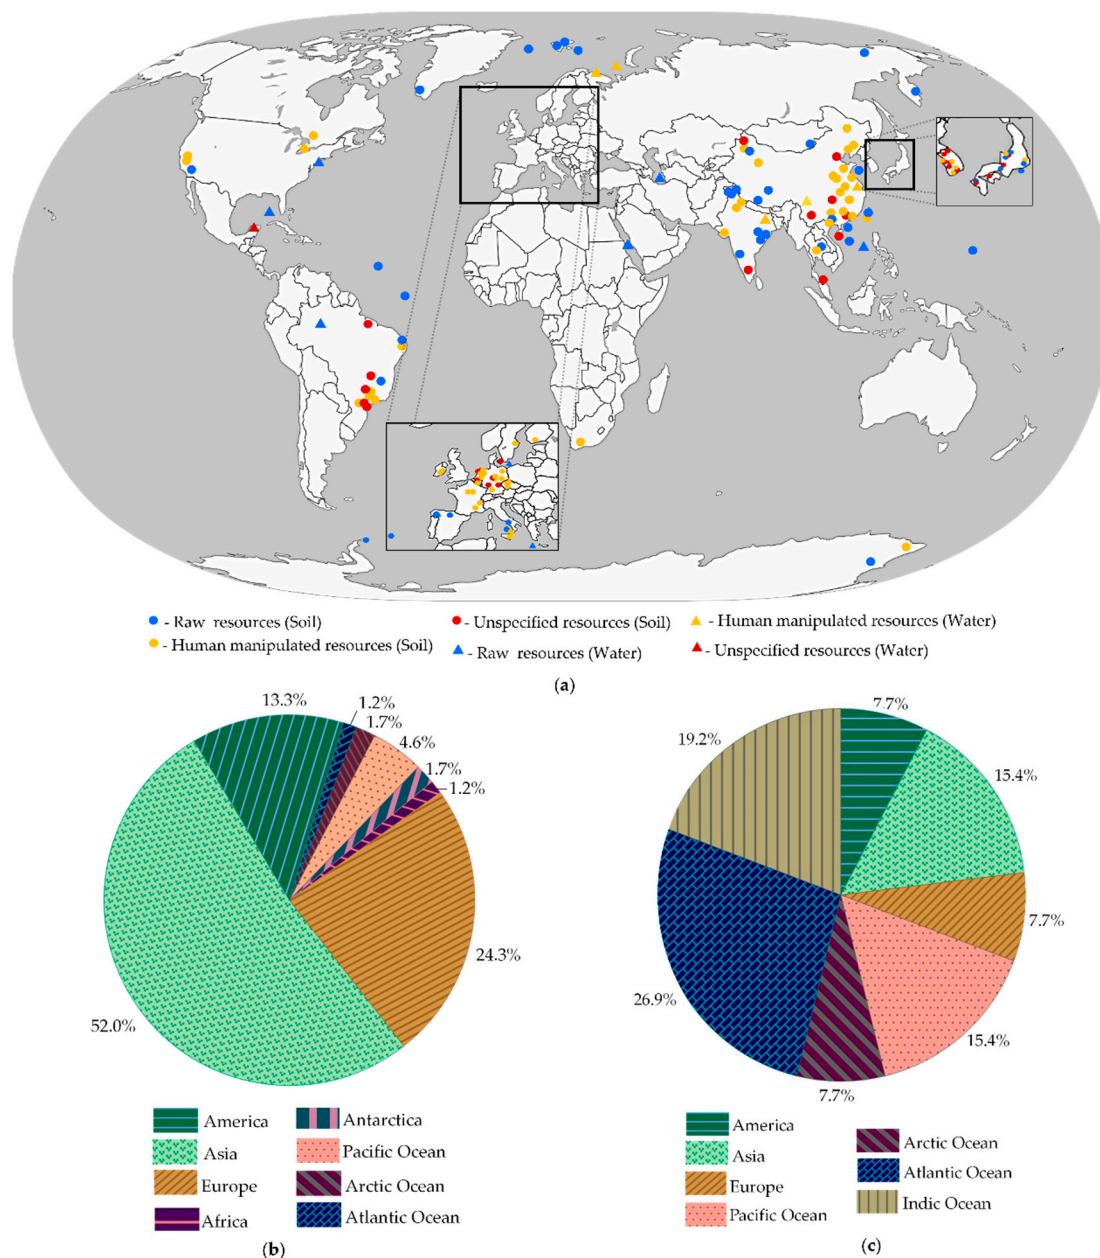 - Raw resources (Soil)
- Unspecified resources (Soil)
- Human manipulated resources (Water)
- Human manipulated resources (Soil)
- Raw resources (Water)
- Unspecified resources (Water)
(a)
13.3%
1.2%
1.7%
4.6%
1.7%
1.2%
24.3%
52.0%
America
Antarctica
Asia
Pacific Ocean
Europe
Arctic Ocean
Africa
Atlantic Ocean
(b)
7.7%
19.2%
15.4%
7.7%
26.9%
15.4%
7.7%
America
Arctic Ocean
Asia
Atlantic Ocean
Europe
Indic Ocean
Pacific Ocean
(c)